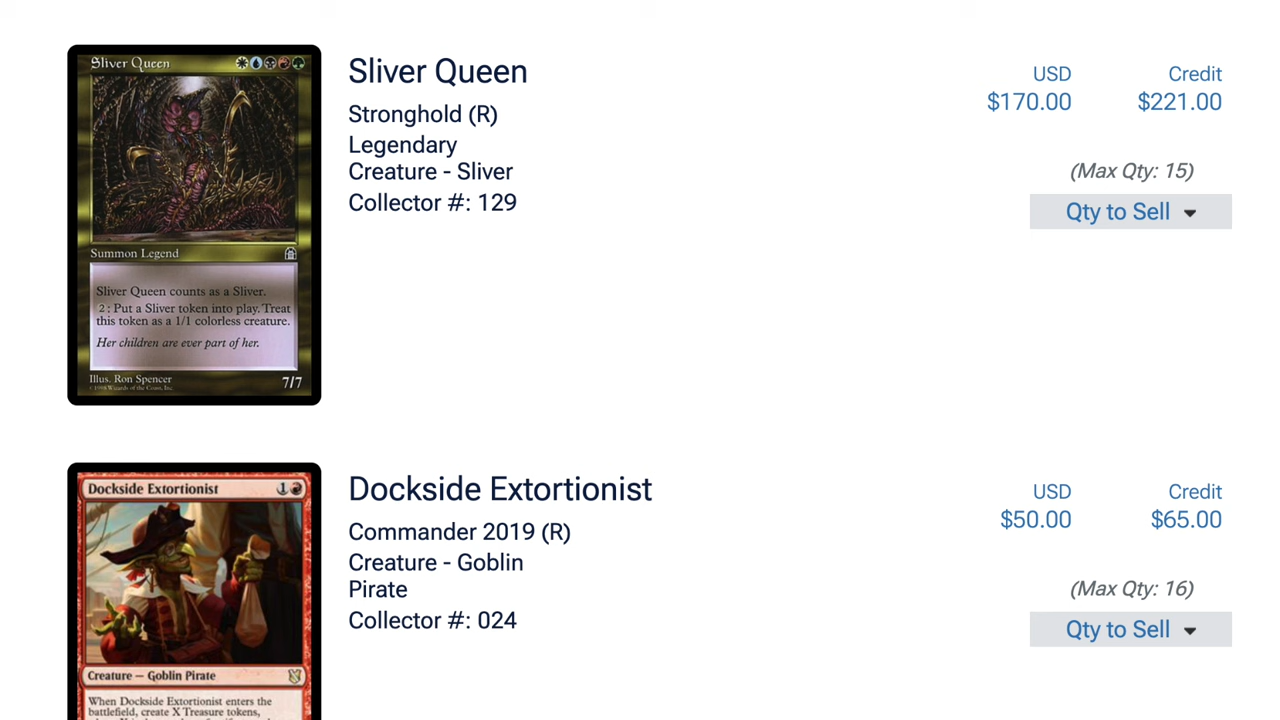 Sliver Queen
Summon Legend
Sliver Queen counts as a Sliver.
2: Put a Sliver token into play. Treat
this token as a 1/1 colorless creature.
Her children are ever part of her.
Illus. Ron Spencer
7/7
Sliver Queen
Stronghold (R)
Legendary
Creature - Sliver
Collector #: 129
USD
Credit
$170.00
$221.00
(Max Qty: 15)
Qty to Sell
Dockside Extortionist
1
Creature — Goblin Pirate
When Dockside Extortionist enters the
battlefield, create X Treasure tokens,
Dockside Extortionist
Commander 2019 (R)
Creature - Goblin
Pirate
Collector #: 024
USD
Credit
$50.00
$65.00
(Max Qty: 16)
Qty to Sell